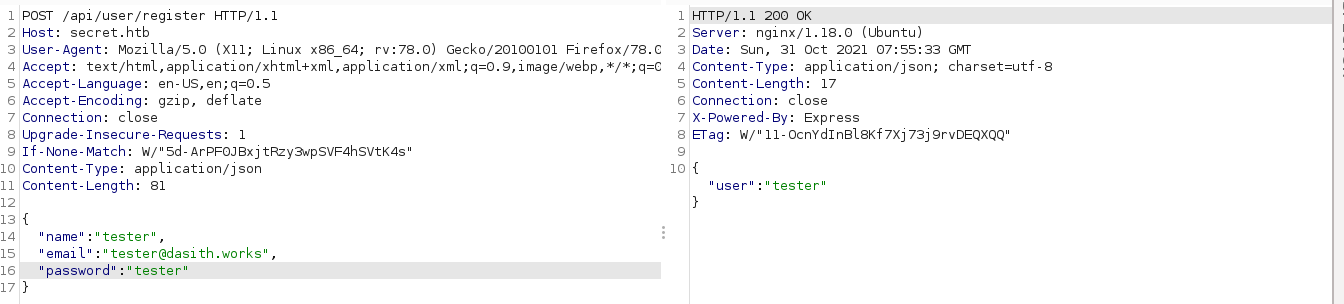 1 POST /api/user/register HTTP/1.1
2 Host: secret.htb
3 User-Agent: Mozilla/5.0 (X11; Linux x86_64; rv:78.0) Gecko/20100101 Firefox/78.0
4 Accept: text/html,application/xhtml+xml,application/xml;q=0.9,image/webp,*/*;q=0
5 Accept-Language: en-US,en;q=0.5
6 Accept-Encoding: gzip, deflate
7 Connection: close
8 Upgrade-Insecure-Requests: 1
9 If-None-Match: W/"5d-ArPF0JBxjtRzy3wpSVF4hSVtK4s"
10 Content-Type: application/json
11 Content-Length: 81
12
13 {
14 "name":"tester",
15 "email":"tester@dasith.works",
16 "password":"tester"
17 }
1 HTTP/1.1 200 OK
2 Server: nginx/1.18.0 (Ubuntu)
3 Date: Sun, 31 Oct 2021 07:55:33 GMT
4 Content-Type: application/json; charset=utf-8
5 Content-Length: 17
6 Connection: close
7 X-Powered-By: Express
8 ETag: W/"11-OcnYdInBl8Kf7Xj73j9rvDEQXQQ"
9
10 {
"user":"tester"
}